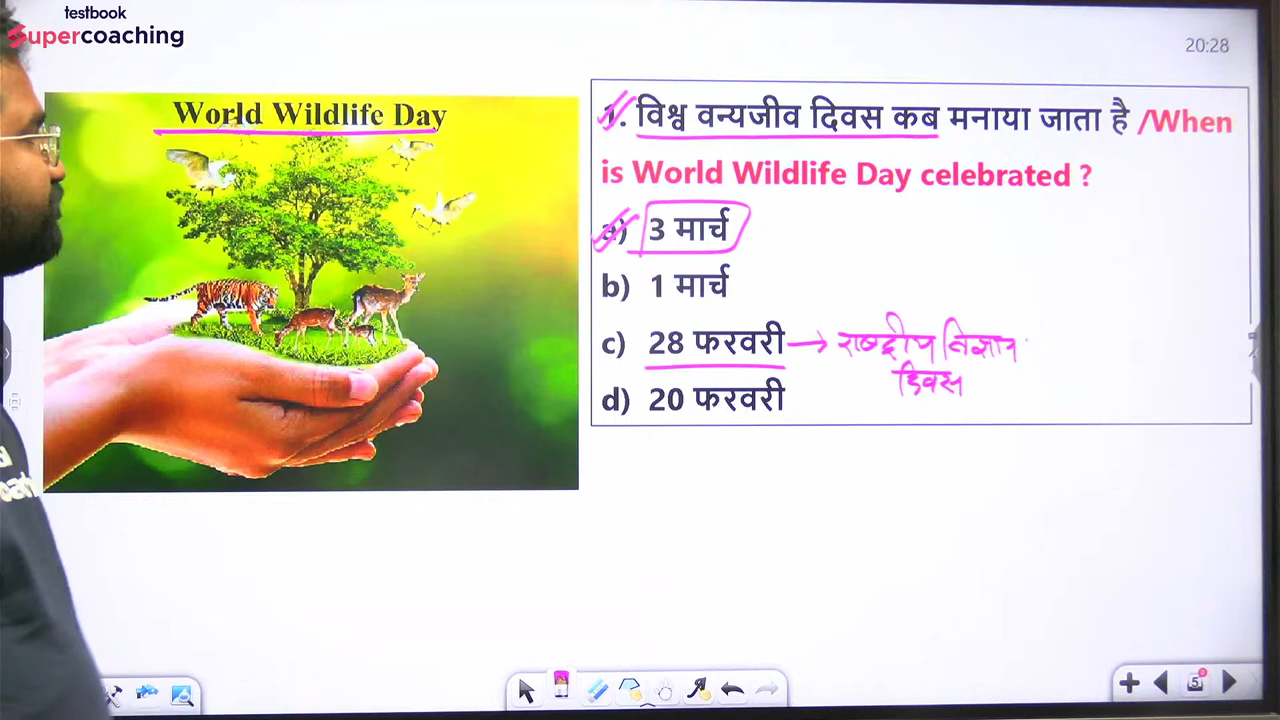 testbook
Supercoaching
20:28
World Wildlife Day
1. विश्व वन्यजीव दिवस कब मनाया जाता है /When
is World Wildlife Day celebrated ?
a) 3 मार्च
b) 1 मार्च
c) 28 फरवरी → राष्ट्रीय विज्ञान
दिवस
d) 20 फरवरी
5